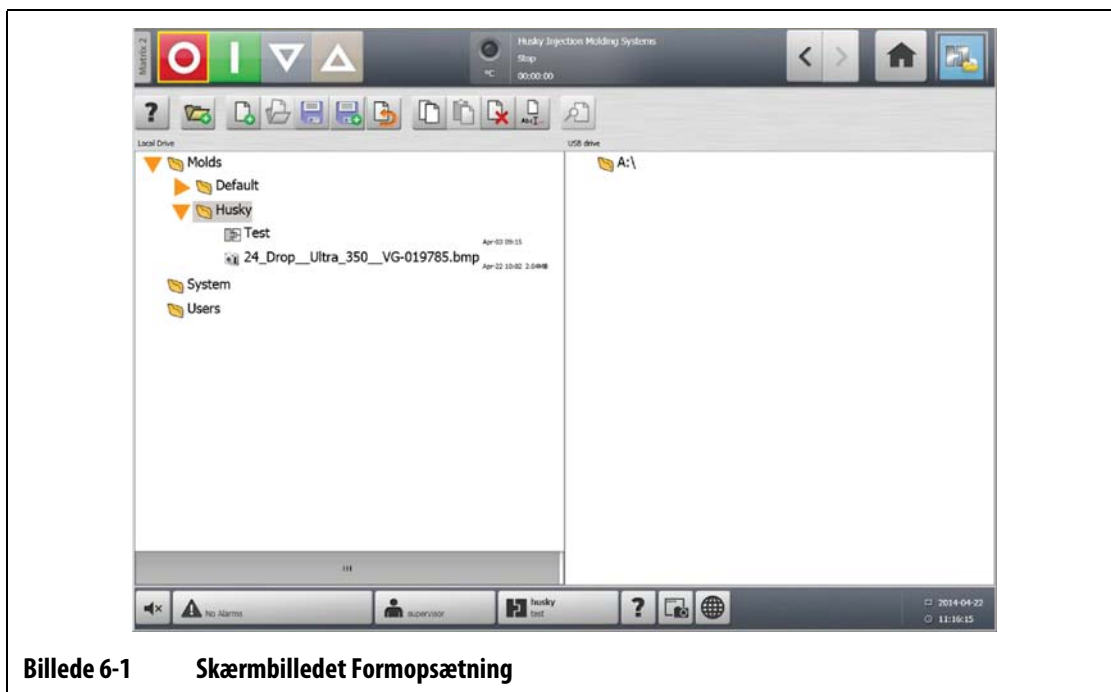 Matrix 2
Husky Injection Molding Systems
Stop
°C
00:00:00
?
AbcI...
Local Drive
USB drive
Molds
A:\
Default
Husky
Test
Apr-03 09:15
24_Drop__Ultra_350__VG-019785.bmp
Apr-22 10:02 2.04MB
System
Users
No Alarms
supervisor
husky
test
?
2014-04-22
11:16:15
Billede 6-1 Skærmbilledet Formopsætning